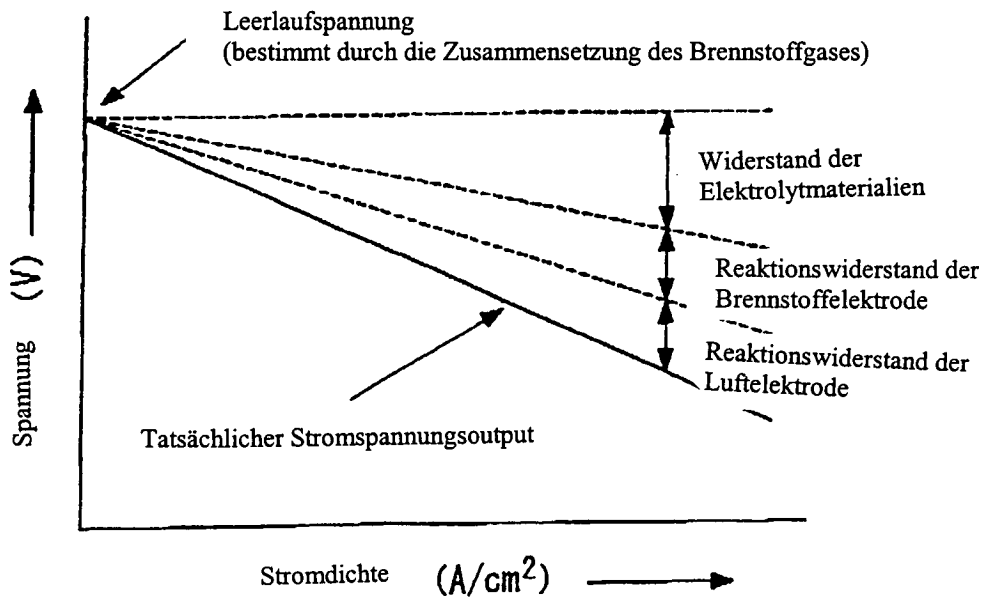 Leerlaufspannung
(bestimmt durch die Zusammensetzung des Brennstoffgases)
Widerstand der
Elektrolytmaterialien
Reaktionswiderstand der
Brennstoffelektrode
Reaktionswiderstand der
Luftelektrode
Tatsächlicher Stromspannungsoutput
Spannung (V)
Stromdichte (A/cm²)